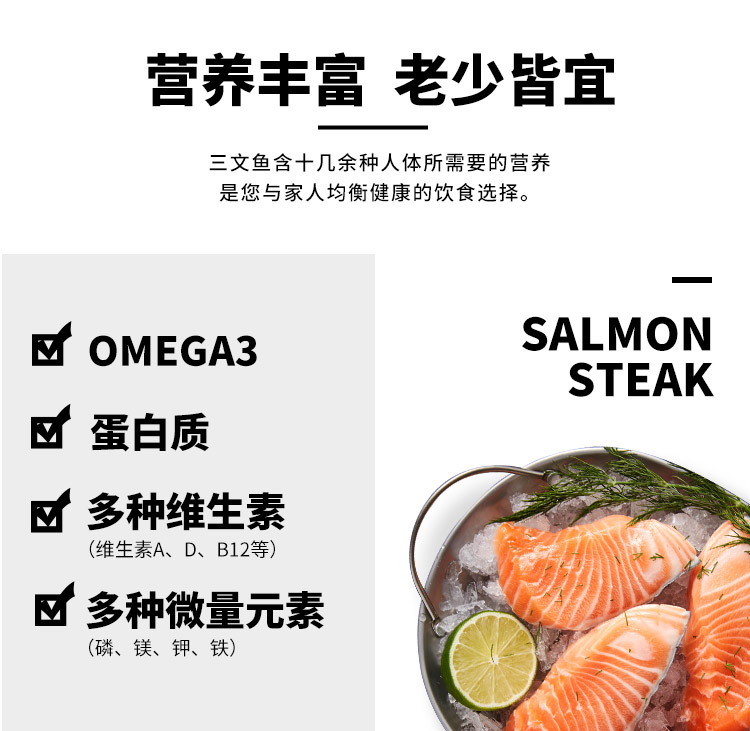 营养丰富 老少皆宜
三文鱼含十几余种人体所需要的营养
是您与家人均衡健康的饮食选择。
OMEGA3
蛋白质
多种维生素
（维生素A、D、B12等）
多种微量元素
（磷、镁、钾、铁）
SALMON
STEAK